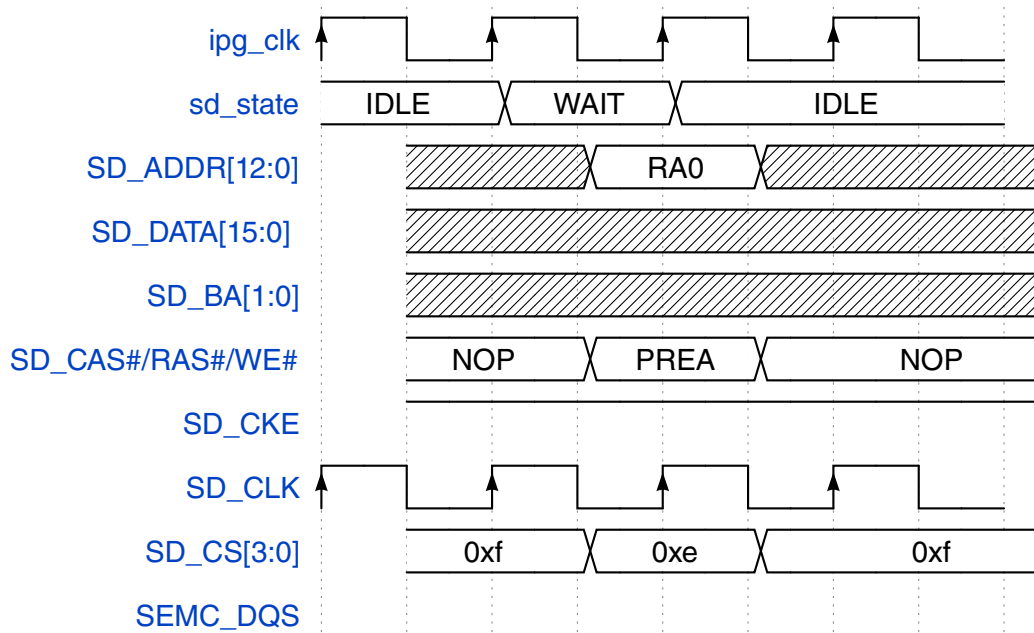 ipg_clk
sd_state IDLE WAIT IDLE
SD_ADDR[12:0] RA0
SD_DATA[15:0]
SD_BA[1:0]
SD_CAS#/RAS#/WE# NOP PREA NOP
SD_CKE
SD_CLK
SD_CS[3:0] 0xf 0xe 0xf
SEMC_DQS